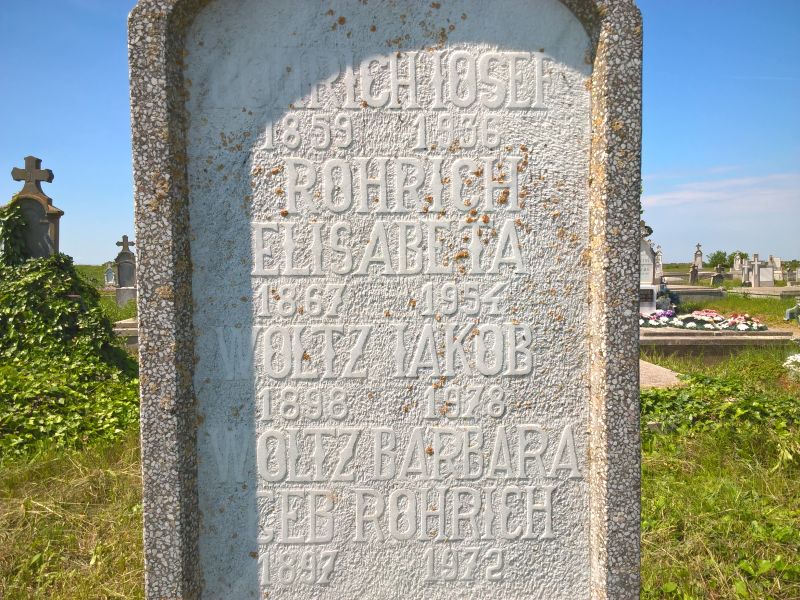 ROHRICH IOSEF
1859 1936
ROHRICH
ELISABETA
1867 1954
WOLTZ IAKOB
1898 1978
WOLTZ BARBARA
GEB ROHRICH
1897 1972